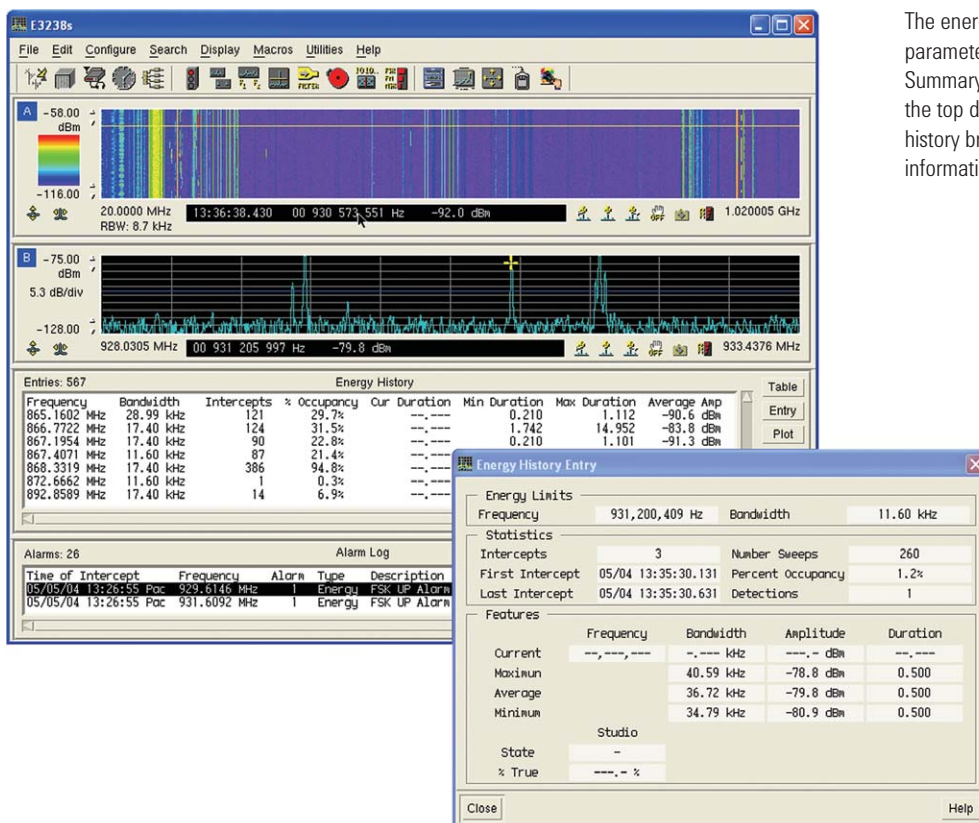 E3238s
File Edit Configure Search Display Macros Utilities Help
A -58.00
dBm
-116.00
20.0000 MHz 13:36:38.430 00 930 573 551 Hz -92.0 dBm OFF 1.020005 GHz
RBW: 8.7 kHz
B -75.00
dBm
5.3 dB/div
-128.00
928.0305 MHz 00 931 205 997 Hz -79.8 dBm OFF 933.4376 MHz
Entries: 567 Energy History Table
Entry
Plot
Frequency Bandwidth Intercepts % Occupancy Cur Duration Min Duration Max Duration Average Amp
865.1602 MHz 28.99 kHz 121 29.7% --.--- 0.210 1.112 -90.6 dBm
866.7722 MHz 17.40 kHz 124 31.5% --.--- 1.742 14.952 -83.8 dBm
867.1954 MHz 17.40 kHz 90 22.8% --.--- 0.210 1.101 -91.3 dBm
867.4071 MHz 11.60 kHz 87 21.4% --.---
868.3319 MHz 17.40 kHz 386 94.8% --.---
872.6662 MHz 11.60 kHz 1 0.3% --.---
892.8589 MHz 17.40 kHz 14 6.9% --.---
Alarms: 26 Alarm Log
Time of Intercept Frequency Alarm Type Description
05/05/04 13:26:55 Pac 929.6146 MHz 1 Energy FSK UP Alarm
05/05/04 13:26:55 Pac 931.6092 MHz 1 Energy FSK UP Alarm
Energy History Entry
Energy Limits
Frequency 931,200,409 Hz Bandwidth 11.60 kHz
Statistics
Intercepts 3 Number Sweeps 260
First Intercept 05/04 13:35:30.131 Percent Occupancy 1.2%
Last Intercept 05/04 13:35:30.631 Detections 1
Features
Frequency Bandwidth Amplitude Duration
Current --,---,--- -.--- kHz ---.- dBm --.---
Maximun 40.59 kHz -78.8 dBm 0.500
Average 36.72 kHz -79.8 dBm 0.500
Minimum 34.79 kHz -80.9 dBm 0.500
Studio
State -
% True ---.- %
Close Help
The ener
paramete
Summary
the top d
history br
informati